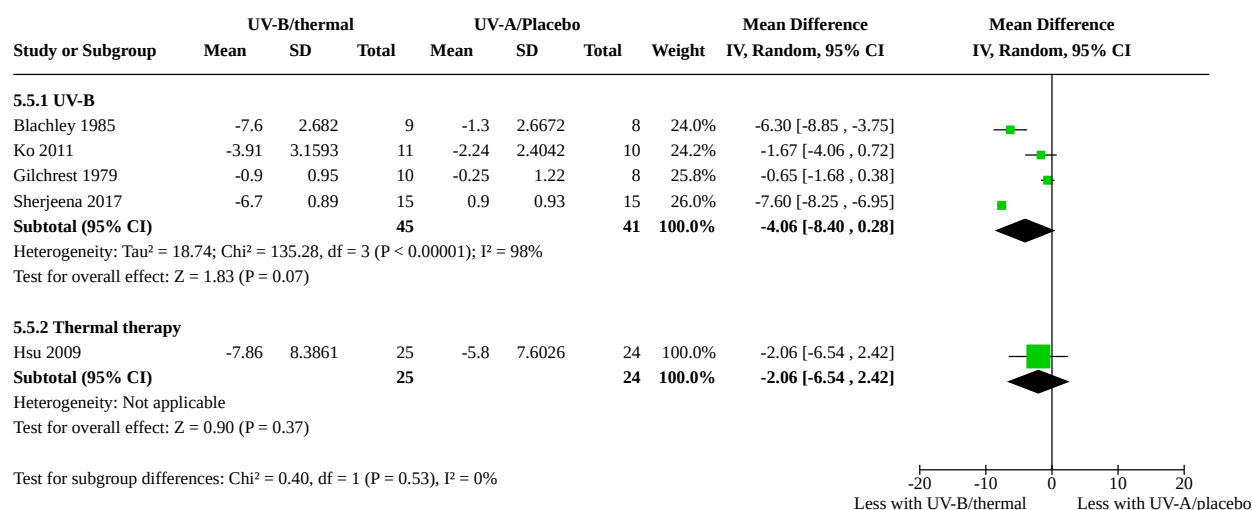 UV-B/thermal UV-A/Placebo Mean Difference Mean Difference
Study or Subgroup Mean SD Total Mean SD Total Weight IV, Random, 95% CI IV, Random, 95% CI
5.5.1 UV-B
Blachley 1985 -7.6 2.682 9 -1.3 2.6672 8 24.0% -6.30 [-8.85 , -3.75]
Ko 2011 -3.91 3.1593 11 -2.24 2.4042 10 24.2% -1.67 [-4.06 , 0.72]
Gilchrest 1979 -0.9 0.95 10 -0.25 1.22 8 25.8% -0.65 [-1.68 , 0.38]
Sherjeena 2017 -6.7 0.89 15 0.9 0.93 15 26.0% -7.60 [-8.25 , -6.95]
Subtotal (95% CI) 45 41 100.0% -4.06 [-8.40 , 0.28]
Heterogeneity: Tau² = 18.74; Chi² = 135.28, df = 3 (P < 0.00001); I² = 98%
Test for overall effect: Z = 1.83 (P = 0.07)
5.5.2 Thermal therapy
Hsu 2009 -7.86 8.3861 25 -5.8 7.6026 24 100.0% -2.06 [-6.54 , 2.42]
Subtotal (95% CI) 25 24 100.0% -2.06 [-6.54 , 2.42]
Heterogeneity: Not applicable
Test for overall effect: Z = 0.90 (P = 0.37)
Test for subgroup differences: Chi² = 0.40, df = 1 (P = 0.53), I² = 0%
-20 -10 0 10 20
Less with UV-B/thermal Less with UV-A/placebo